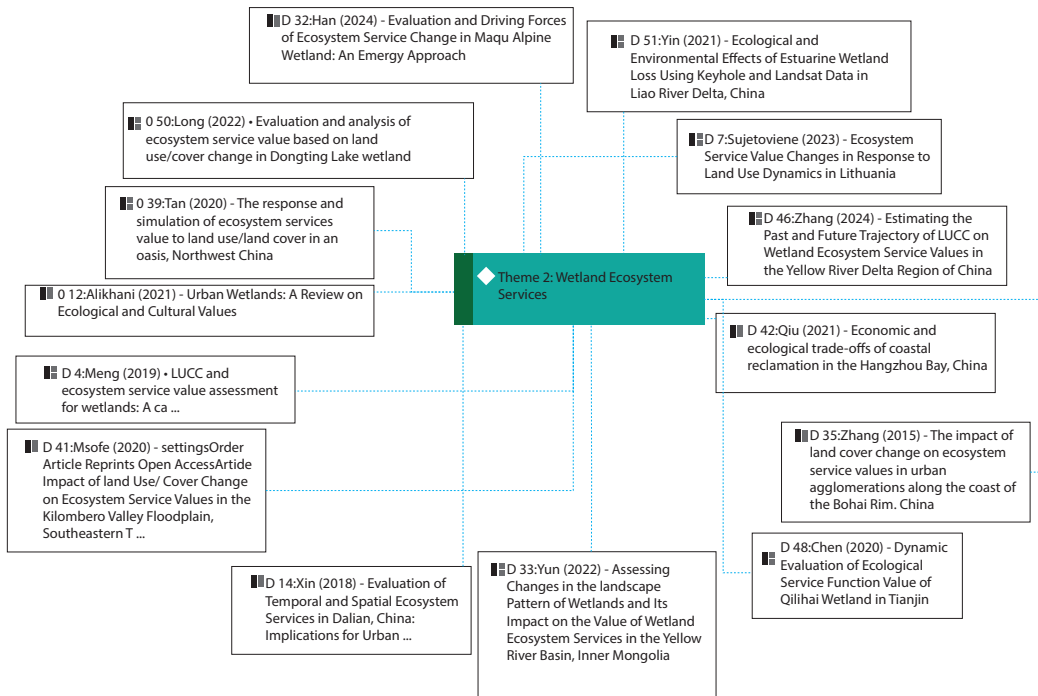 D 32:Han (2024) - Evaluation and Driving Forces
of Ecosystem Service Change in Maqu Alpine
Wetland: An Emergy Approach
D 51:Yin (2021) - Ecological and
Environmental Effects of Estuarine Wetland
Loss Using Keyhole and Landsat Data in
Liao River Delta, China
0 50:Long (2022) • Evaluation and analysis of
ecosystem service value based on land
use/cover change in Dongting Lake wetland
D 7:Sujetoviene (2023) - Ecosystem
Service Value Changes in Response to
Land Use Dynamics in Lithuania
0 39:Tan (2020) - The response and
simulation of ecosystem services
value to land use/land cover in an
oasis, Northwest China
D 46:Zhang (2024) - Estimating the
Past and Future Trajectory of LUCC on
Wetland Ecosystem Service Values in
the Yellow River Delta Region of China
Theme 2: Wetland Ecosystem
Services
0 12:Alikhani (2021) - Urban Wetlands: A Review on
Ecological and Cultural Values
D 42:Qiu (2021) - Economic and
ecological trade-offs of coastal
reclamation in the Hangzhou Bay, China
D 4:Meng (2019) • LUCC and
ecosystem service value assessment
for wetlands: A ca ...
D 41:Msofe (2020) - settingsOrder
Article Reprints Open AccessArtide
Impact of land Use/ Cover Change
on Ecosystem Service Values in the
Kilombero Valley Floodplain,
Southeastern T ...
D 35:Zhang (2015) - The impact of
land cover change on ecosystem
service values in urban
agglomerations along the coast of
the Bohai Rim. China
D 48:Chen (2020) - Dynamic
Evaluation of Ecological
Service Function Value of
Qilihai Wetland in Tianjin
D 14:Xin (2018) - Evaluation of
Temporal and Spatial Ecosystem
Services in Dalian, China:
Implications for Urban ...
D 33:Yun (2022) - Assessing
Changes in the landscape
Pattern of Wetlands and Its
Impact on the Value of Wetland
Ecosystem Services in the Yellow
River Basin, Inner Mongolia